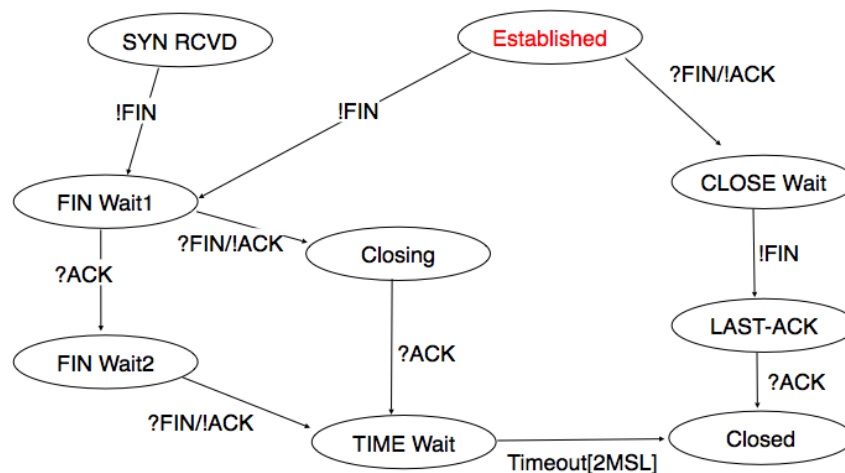 SYN RCVD
Established
?FIN/!ACK
!FIN
!FIN
CLOSE Wait
FIN Wait1
?FIN/!ACK
Closing
!FIN
?ACK
LAST-ACK
FIN Wait2
?ACK
?ACK
?FIN/!ACK
TIME Wait
Closed
Timeout[2MSL]